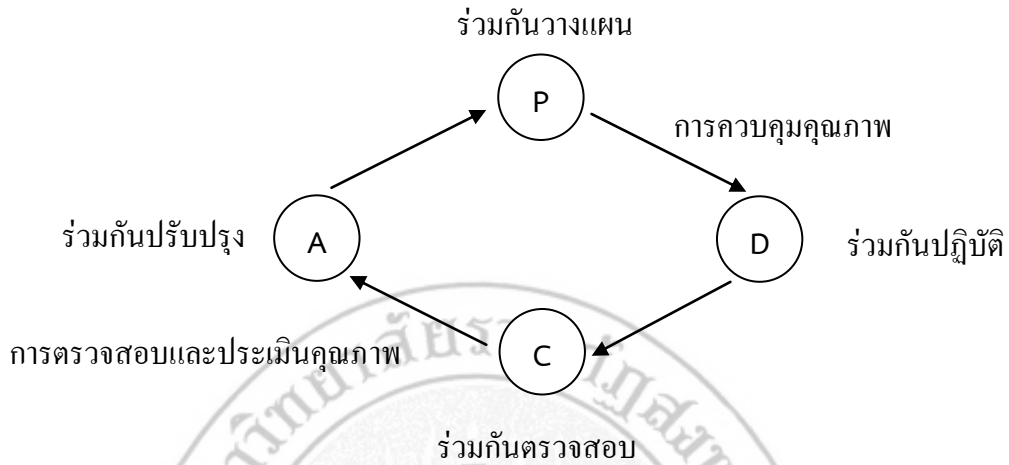 ร่วมกันวางแผน
P
การควบคุมคุณภาพ
ร่วมกันปรับปรุง
A
D
ร่วมกันปฏิบัติ
การตรวจสอบและประเมินคุณภาพ
C
ร่วมกันตรวจสอบ